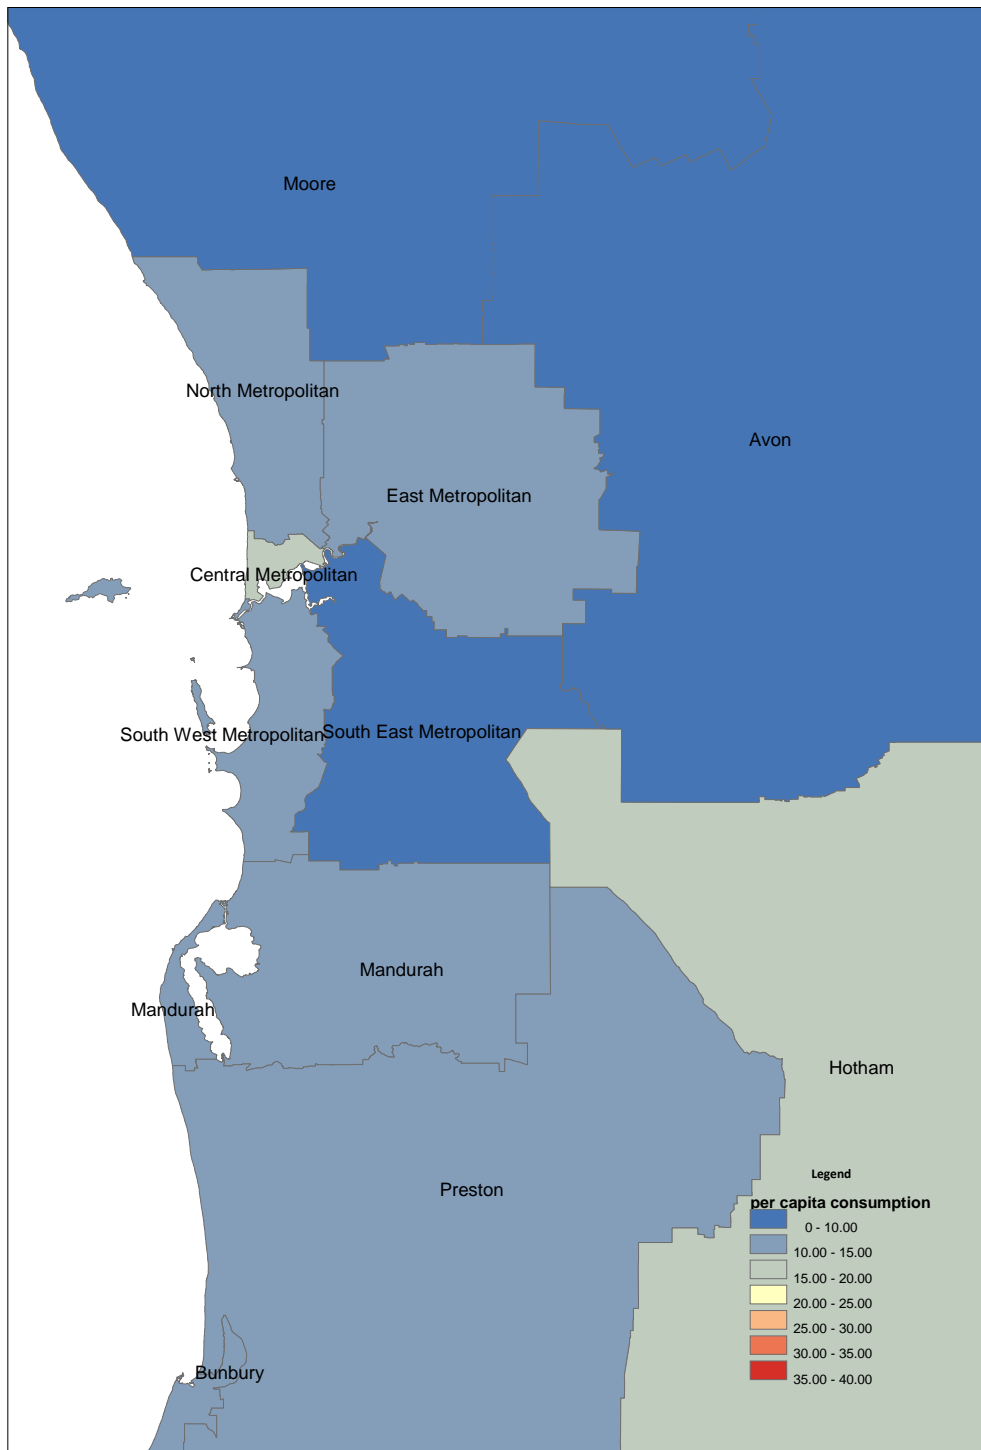 Moore
North Metropolitan
Avon
East Metropolitan
Central Metropolitan
South West Metropolitan
South East Metropolitan
Mandurah
Mandurah
Hotham
Preston
Bunbury
Legend
per capita consumption
0 - 10.00
10.00 - 15.00
15.00 - 20.00
20.00 - 25.00
25.00 - 30.00
30.00 - 35.00
35.00 - 40.00